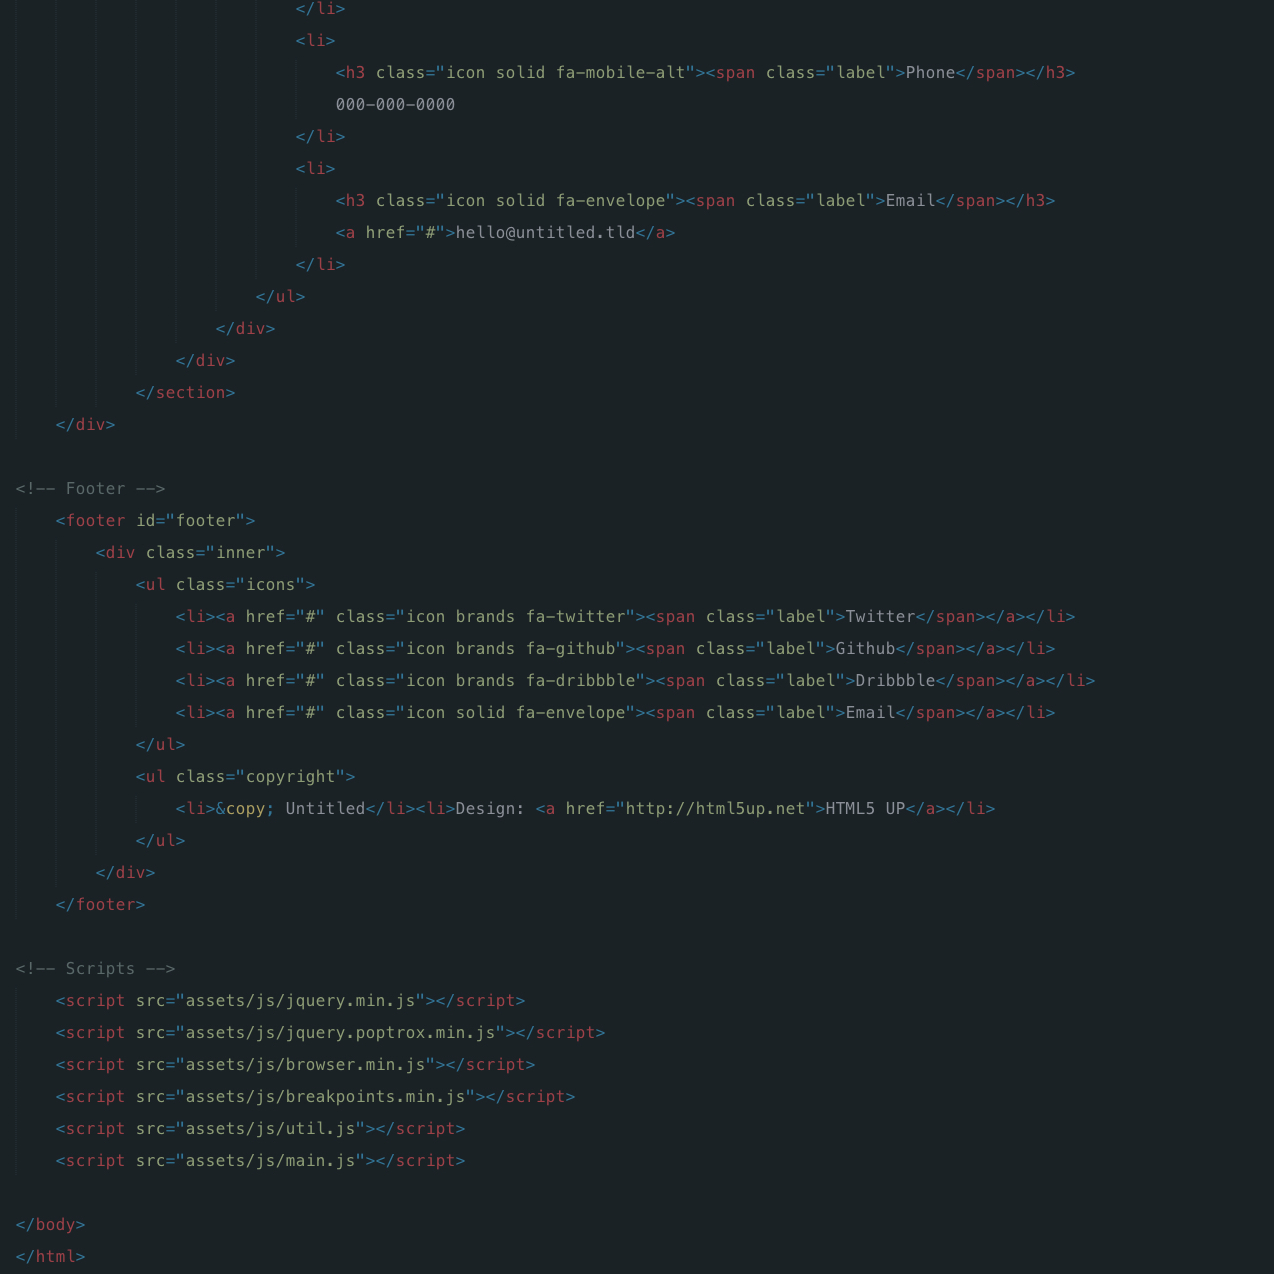 </li>
<li>
<h3 class="icon solid fa-mobile-alt"><span class="label">Phone</span></h3>
000-000-0000
</li>
<li>
<h3 class="icon solid fa-envelope"><span class="label">Email</span></h3>
<a href="#">hello@untitled.tld</a>
</li>
</ul>
</div>
</div>
</section>
</div>
<!-- Footer -->
<footer id="footer">
<div class="inner">
<ul class="icons">
<li><a href="#" class="icon brands fa-twitter"><span class="label">Twitter</span></a></li>
<li><a href="#" class="icon brands fa-github"><span class="label">Github</span></a></li>
<li><a href="#" class="icon brands fa-dribbble"><span class="label">Dribbble</span></a></li>
<li><a href="#" class="icon solid fa-envelope"><span class="label">Email</span></a></li>
</ul>
<ul class="copyright">
<li>&copy; Untitled</li><li>Design: <a href="http://html5up.net">HTML5 UP</a></li>
</ul>
</div>
</footer>
<!-- Scripts -->
<script src="assets/js/jquery.min.js"></script>
<script src="assets/js/jquery.poptrox.min.js"></script>
<script src="assets/js/browser.min.js"></script>
<script src="assets/js/breakpoints.min.js"></script>
<script src="assets/js/util.js"></script>
<script src="assets/js/main.js"></script>
</body>
</html>